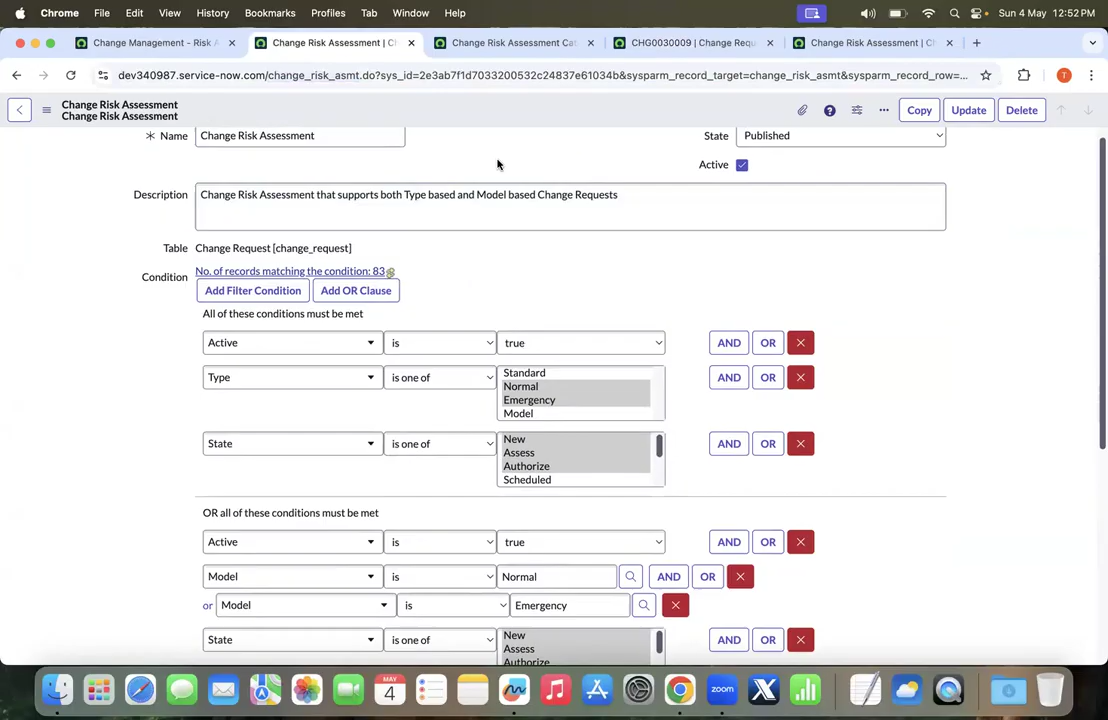 Chrome File Edit View History Bookmarks Profiles Tab Window Help Sun 4 May 12:52 PM
Change Management - Risk A Change Risk Assessment | Ch Change Risk Assessment Cat CHG0030009 | Change Requ Change Risk Assessment | Ch
dev340987.service-now.com/change_risk_asmt.do?sys_id=2e3ab7f1d7033200532c24837e61034b&sysparm_record_target=change_risk_asmt&sysparm_record_row=... T
Change Risk Assessment
Change Risk Assessment
Copy Update Delete
Name Change Risk Assessment State Published
Active
Description Change Risk Assessment that supports both Type based and Model based Change Requests
Table Change Request [change_request]
Condition No. of records matching the condition: 83
Add Filter Condition Add OR Clause
All of these conditions must be met
Active is true AND OR
Type is one of Standard AND OR
Normal
Emergency
Model
State is one of New AND OR
Assess
Authorize
Scheduled
OR all of these conditions must be met
Active is true AND OR
Model is Normal AND OR
or Model is Emergency
State is one of New AND OR
Assess
Authorize
MAY
4
zoom